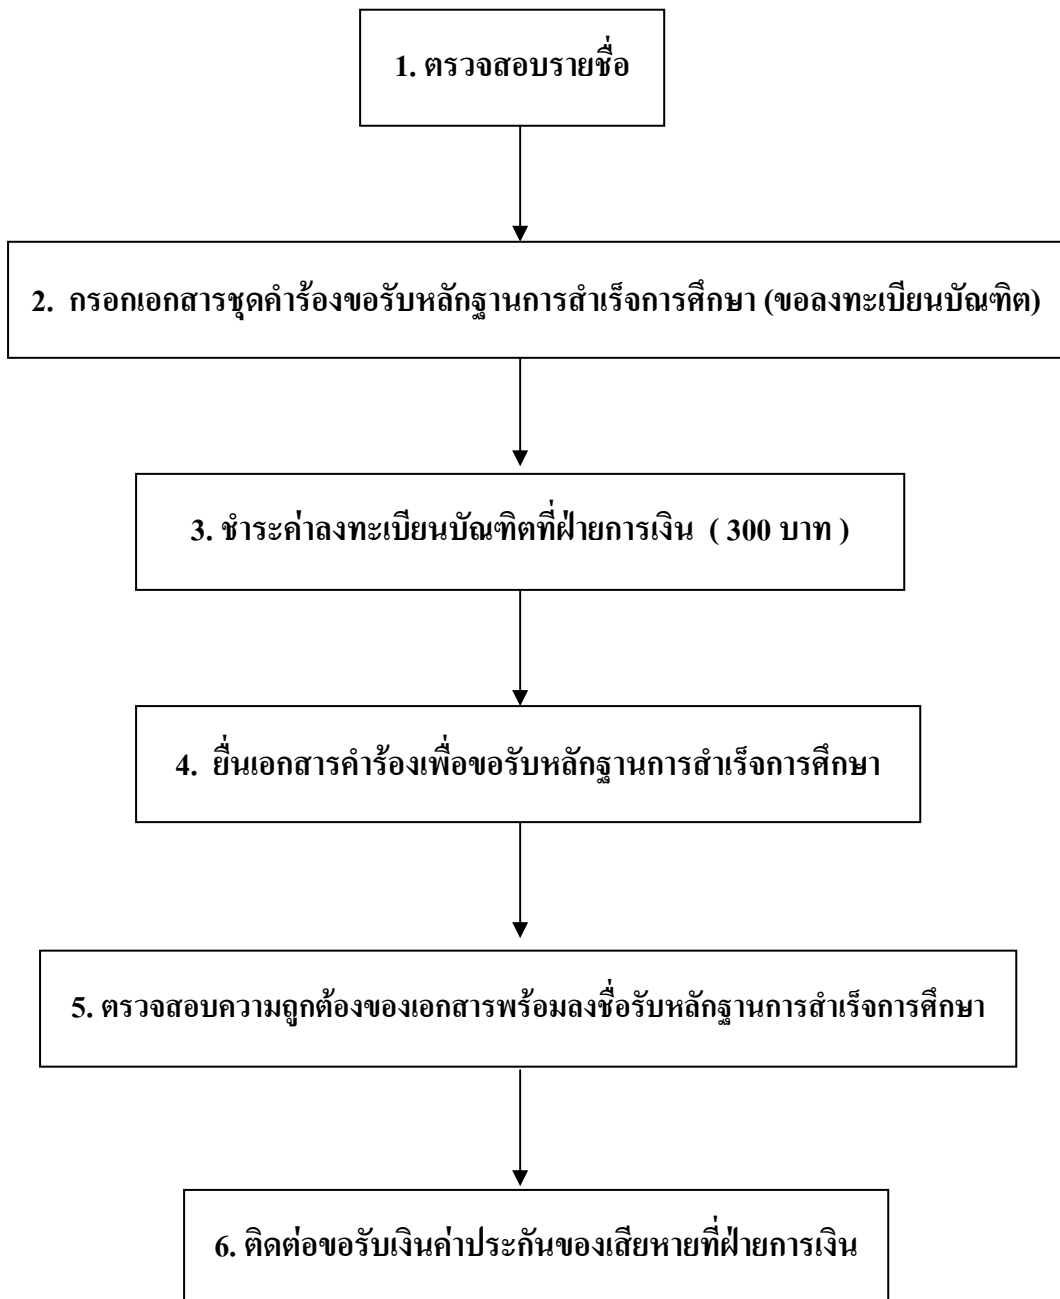 1. ตรวจสอบรายชื่อ
2. กรอกเอกสารชุดคำร้องขอรับหลักฐานการสำเร็จการศึกษา (ขอลงทะเบียนบัณฑิต)
3. ชำระค่าลงทะเบียนบัณฑิตที่ฝ่ายการเงิน ( 300 บาท )
4. ยื่นเอกสารคำร้องเพื่อขอรับหลักฐานการสำเร็จการศึกษา
5. ตรวจสอบความถูกต้องของเอกสารพร้อมลงชื่อรับหลักฐานการสำเร็จการศึกษา
6. ติดต่อขอรับเงินค่าประกันของเสียหายที่ฝ่ายการเงิน